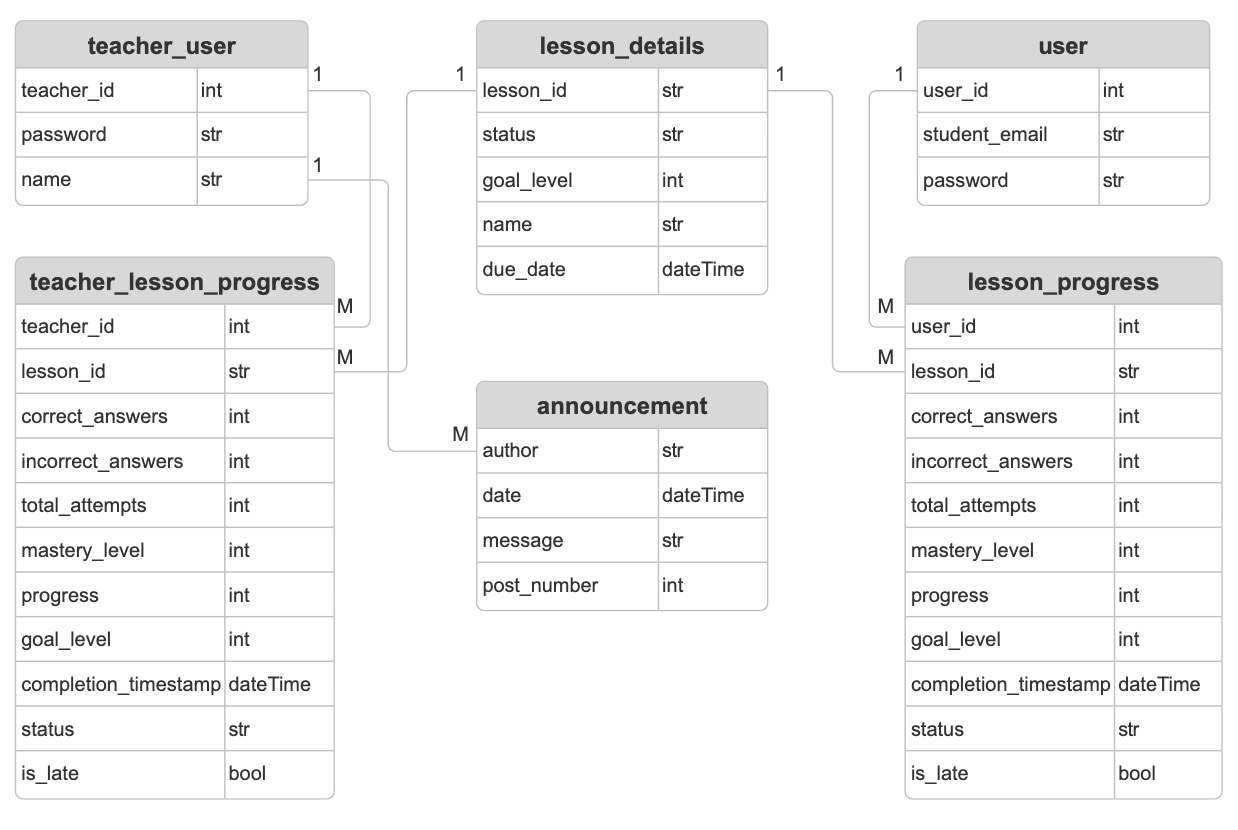 teacher_user
teacher_id int
password str
name str
1
1
lesson_details
lesson_id str
status str
goal_level int
name str
due_date dateTime
1
1
user
user_id int
student_email str
password str
1
teacher_lesson_progress
teacher_id int
lesson_id str
correct_answers int
incorrect_answers int
total_attempts int
mastery_level int
progress int
goal_level int
completion_timestamp dateTime
status str
is_late bool
M
M
announcement
author str
date dateTime
message str
post_number int
M
lesson_progress
user_id int
lesson_id str
correct_answers int
incorrect_answers int
total_attempts int
mastery_level int
progress int
goal_level int
completion_timestamp dateTime
status str
is_late bool
M
M